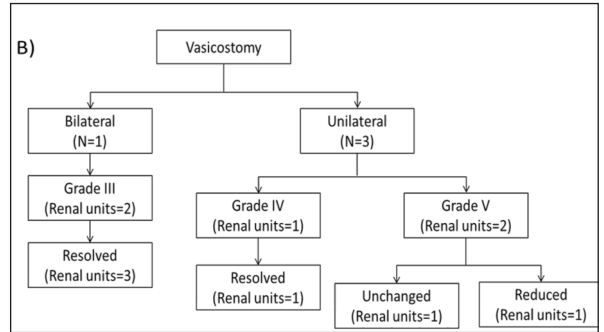 B)
Vasicostomy
Bilateral
(N=1)
Unilateral
(N=3)
Grade III
(Renal units=2)
Grade IV
(Renal units=1)
Grade V
(Renal units=2)
Resolved
(Renal units=3)
Resolved
(Renal units=1)
Unchanged
(Renal units=1)
Reduced
(Renal units=1)